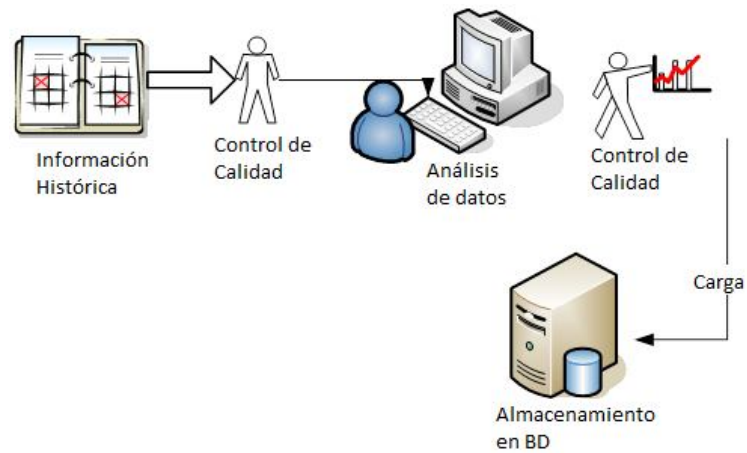 Información
Histórica
Control de
Calidad
Análisis
de datos
Control de
Calidad
Carga
Almacenamiento
en BD